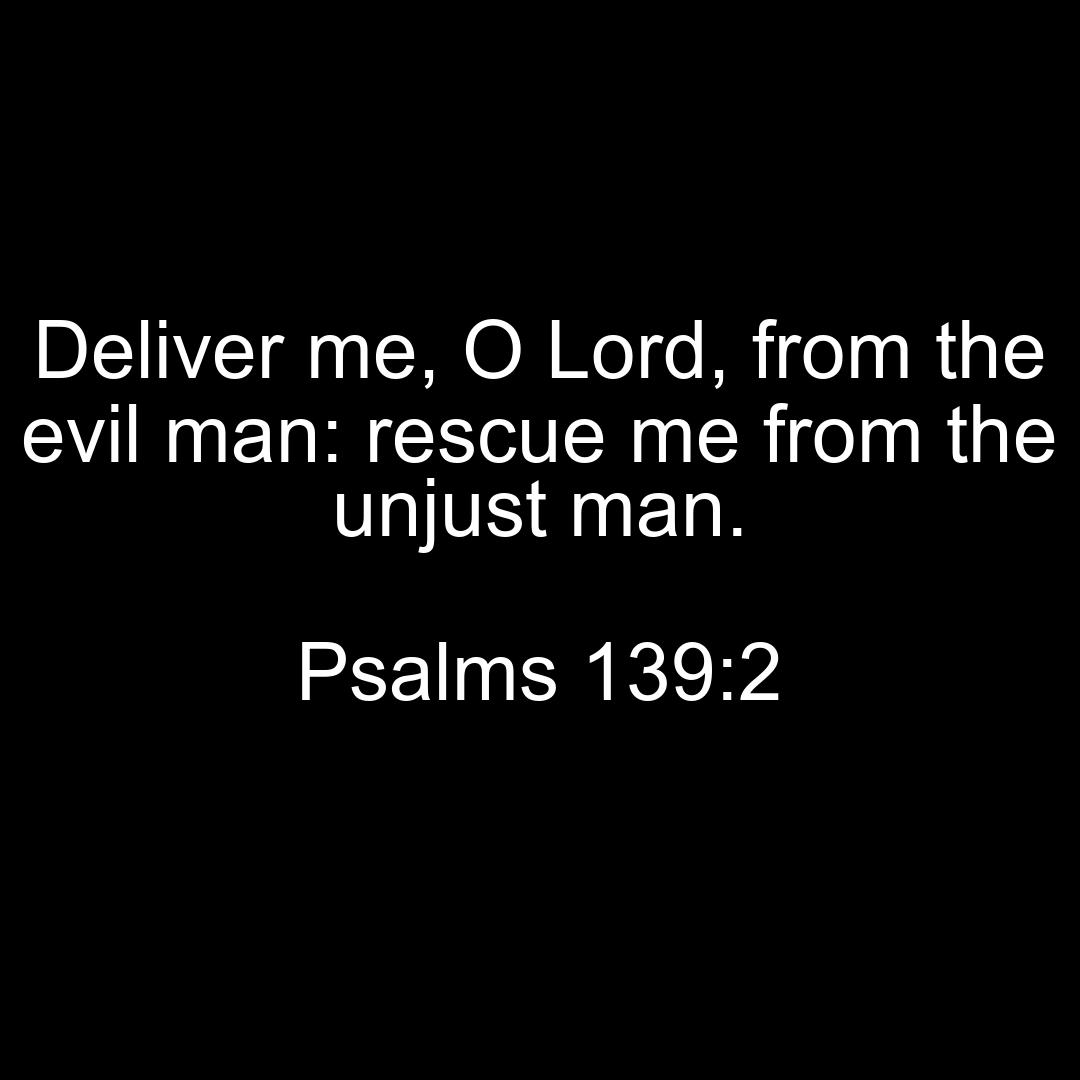 Deliver me, O Lord, from the
evil man: rescue me from the
unjust man.
Psalms 139:2